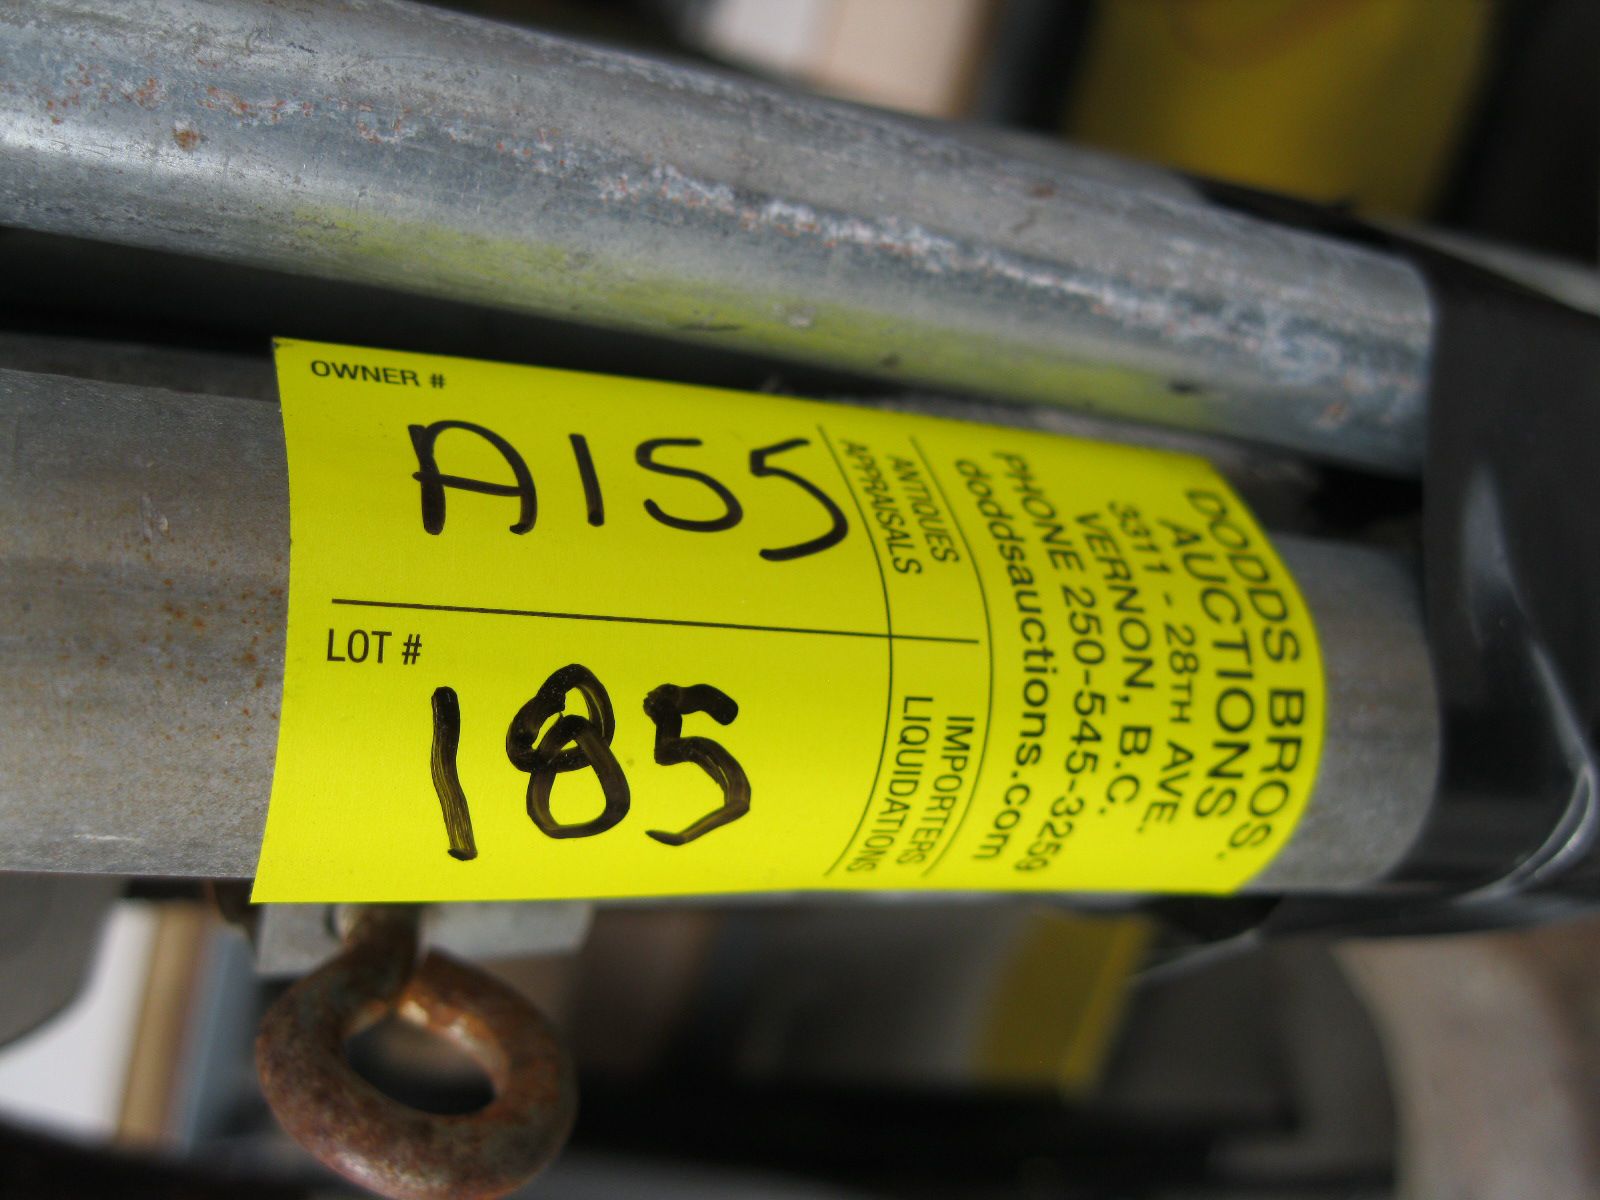 OWNER #
A155
LOT #
185
ANTIQUES
APPRAISALS
IMPORTERS
LIQUIDATIONS
DODDS BROS.
AUCTIONS
3311 - 28TH AVE.
VERNON, B.C.
PHONE 250-545-3259
doddsauctions.com